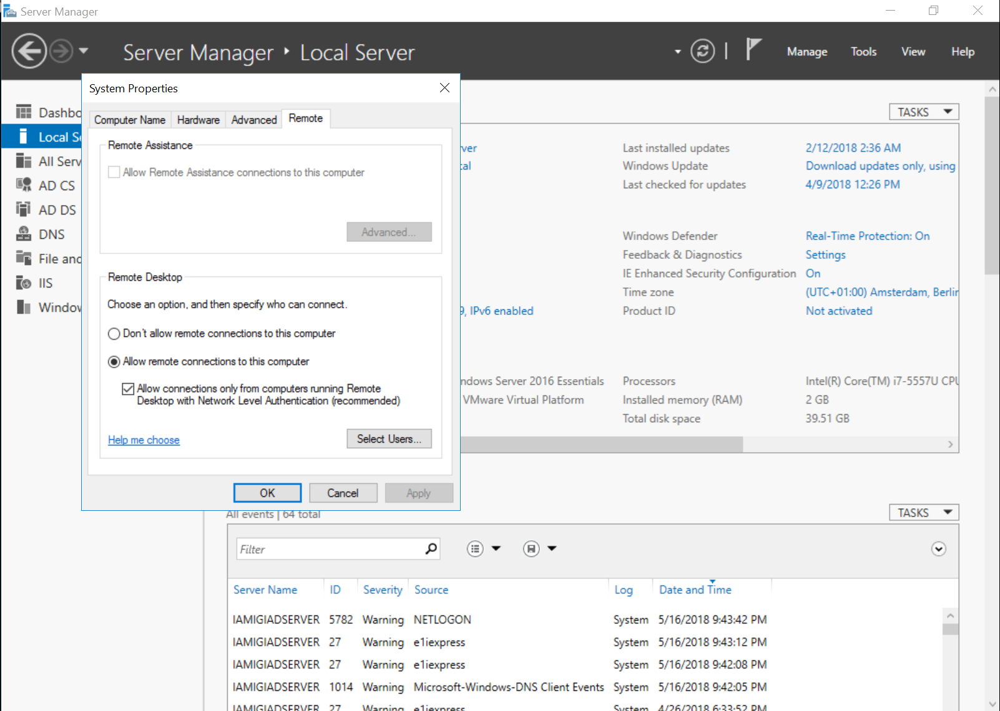 Server Manager
Server Manager ‣ Local Server
Manage Tools View Help
System Properties
Computer Name Hardware Advanced Remote
Remote Assistance
Allow Remote Assistance connections to this computer
Advanced...
Remote Desktop
Choose an option, and then specify who can connect.
Don't allow remote connections to this computer
Allow remote connections to this computer
Allow connections only from computers running Remote
Desktop with Network Level Authentication (recommended)
Help me choose
Select Users...
OK Cancel Apply
Dashbo
Local Se
All Serv
AD CS
AD DS
DNS
File and
IIS
Window
TASKS
ver
cal
Last installed updates 2/12/2018 2:36 AM
Windows Update Download updates only, using
Last checked for updates 4/9/2018 12:26 PM
Windows Defender Real-Time Protection: On
Feedback & Diagnostics Settings
IE Enhanced Security Configuration On
Time zone (UTC+01:00) Amsterdam, Berlin
9, IPv6 enabled Product ID Not activated
ndows Server 2016 Essentials Processors Intel(R) Core(TM) i7-5557U CPU
VMware Virtual Platform Installed memory (RAM) 2 GB
Total disk space 39.51 GB
All events | 64 total
TASKS
Filter
Server Name ID Severity Source Log Date and Time
IAMIGIADSERVER 5782 Warning NETLOGON System 5/16/2018 9:43:42 PM
IAMIGIADSERVER 27 Warning e1iexpress System 5/16/2018 9:43:12 PM
IAMIGIADSERVER 27 Warning e1iexpress System 5/16/2018 9:42:08 PM
IAMIGIADSERVER 1014 Warning Microsoft-Windows-DNS Client Events System 5/16/2018 9:42:05 PM
IAMIGIADSERVER 27 Warning e1iexpress System 4/26/2018 6:33:52 PM